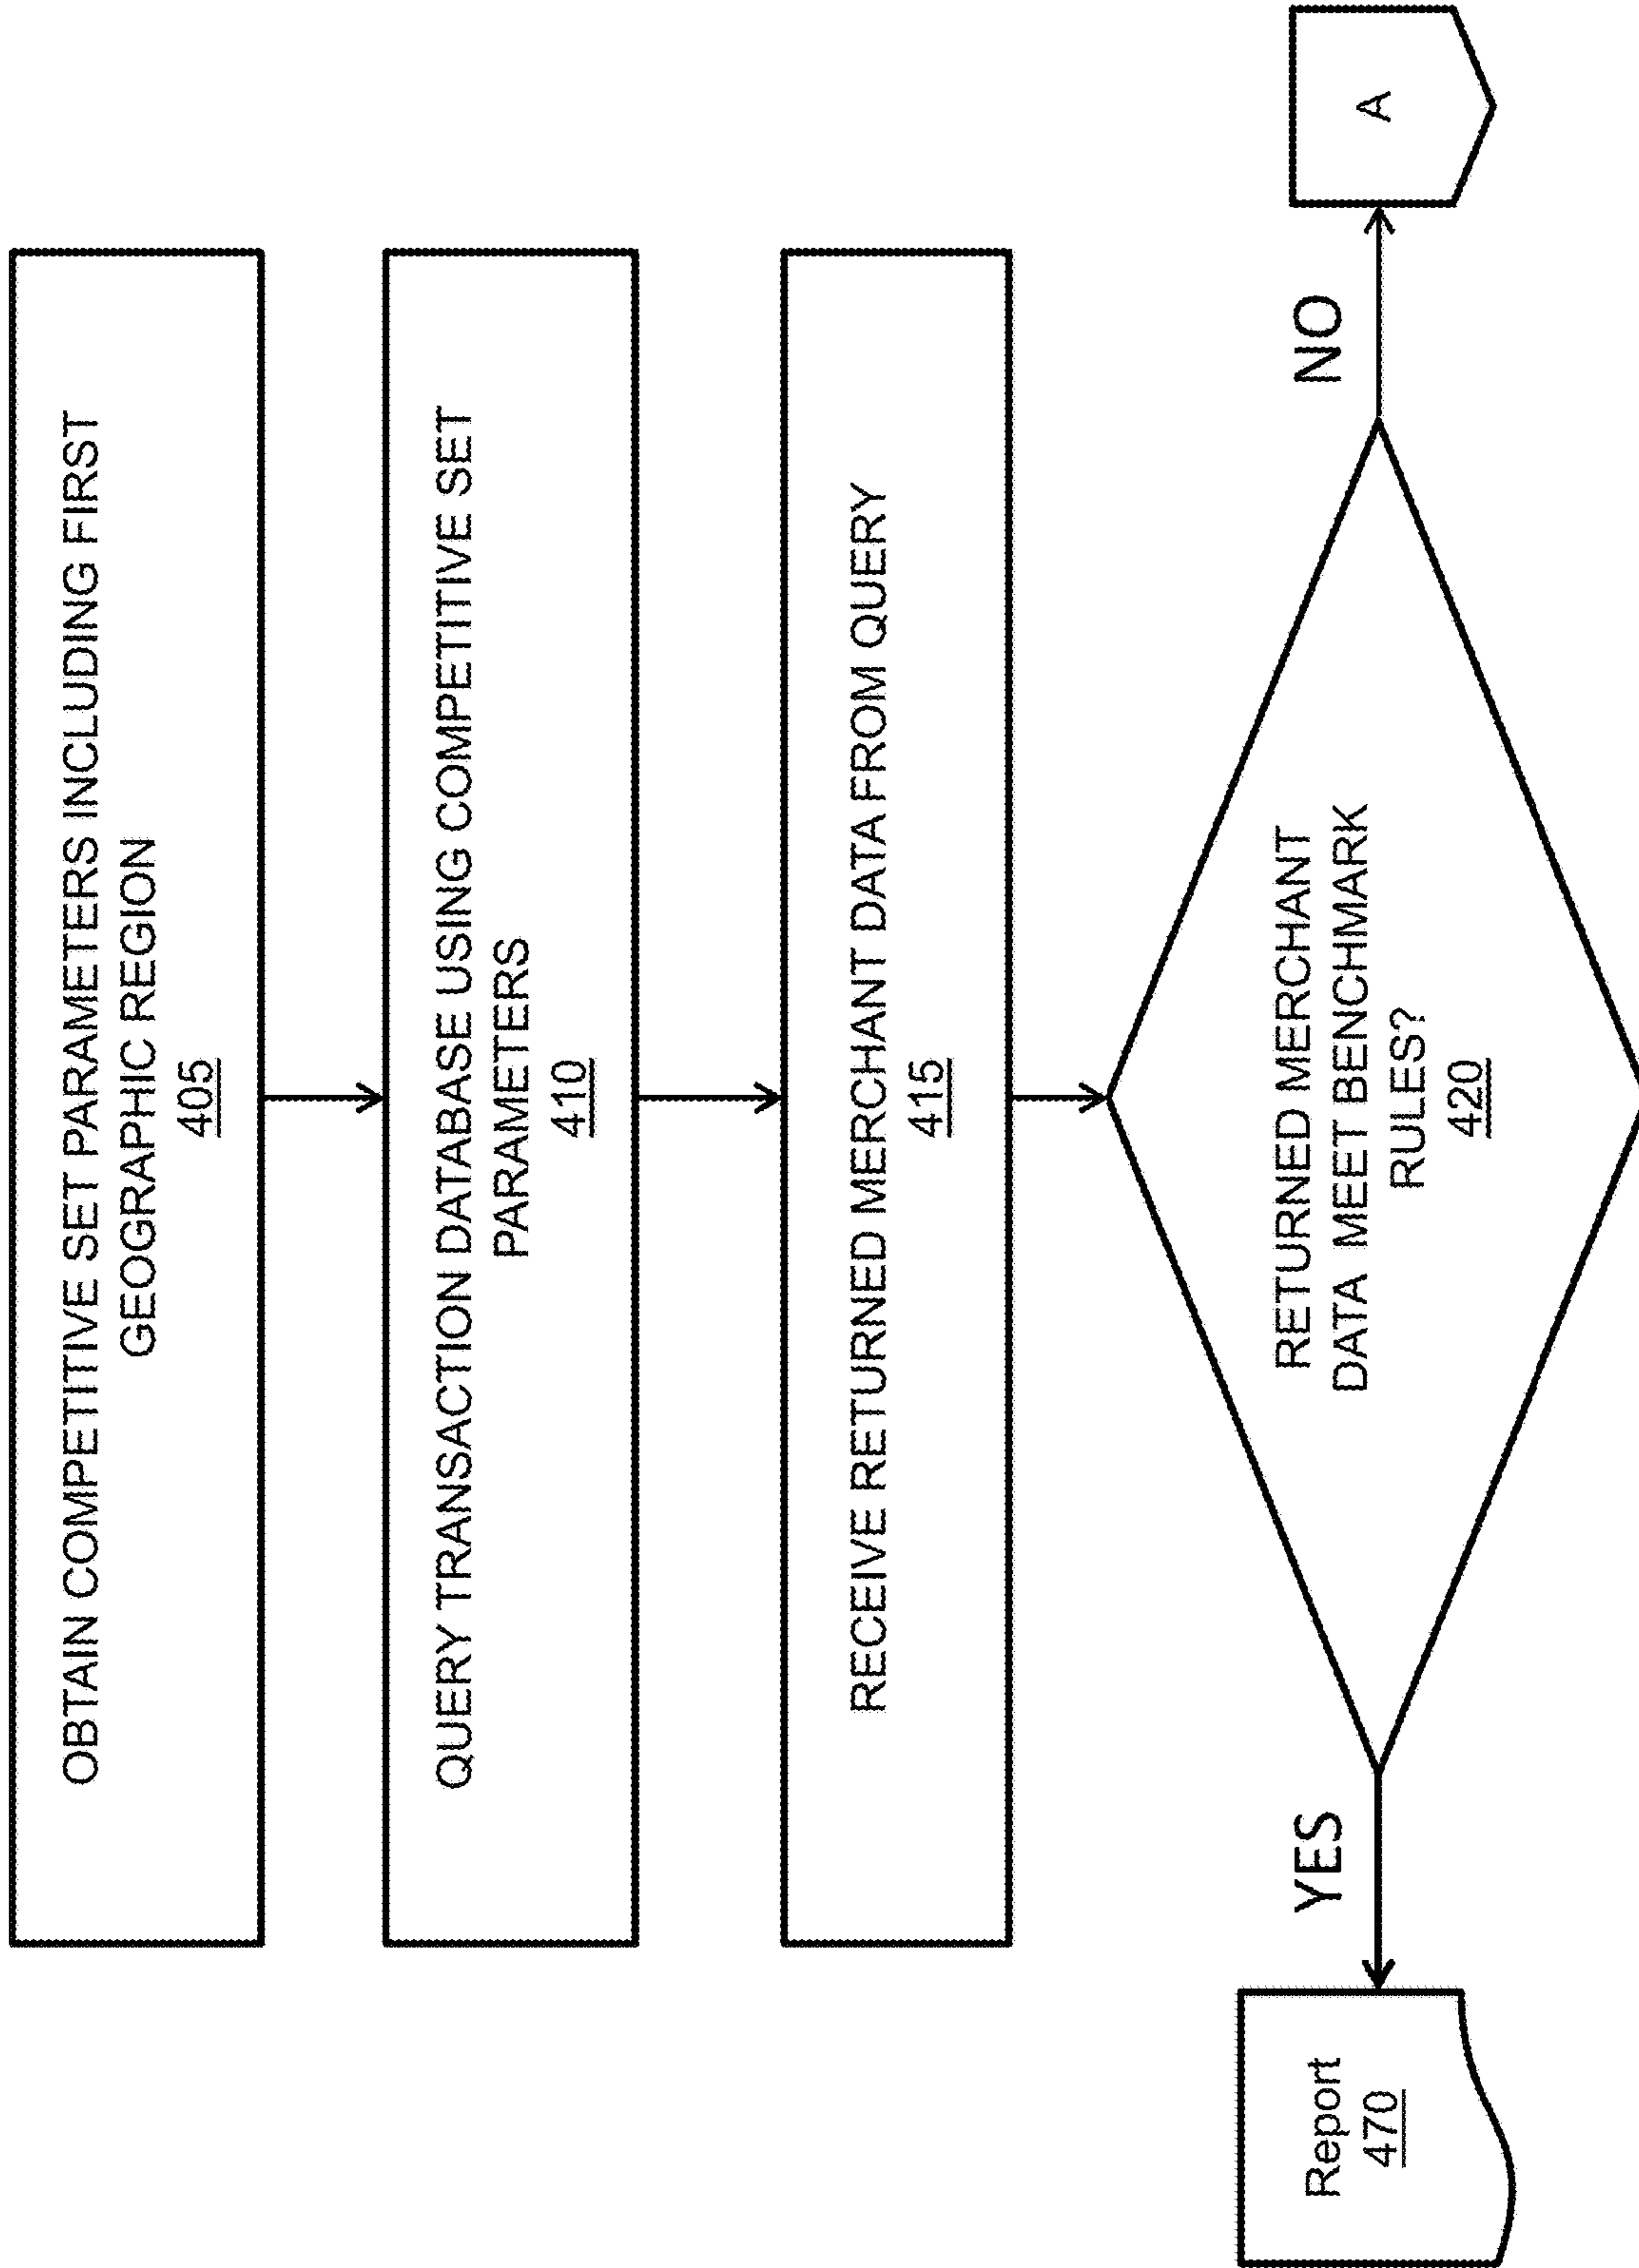 OBTAIN COMPETITIVE SET PARAMETERS INCLUDING FIRST
GEOGRAPHIC REGION
405
QUERY TRANSACTION DATABASE USING COMPETITIVE SET
PARAMETERS
410
RECEIVE RETURNED MERCHANT DATA FROM QUERY
415
RETURNED MERCHANT
DATA MEET BENCHMARK
RULES?
420
YES
NO
Report
470
A